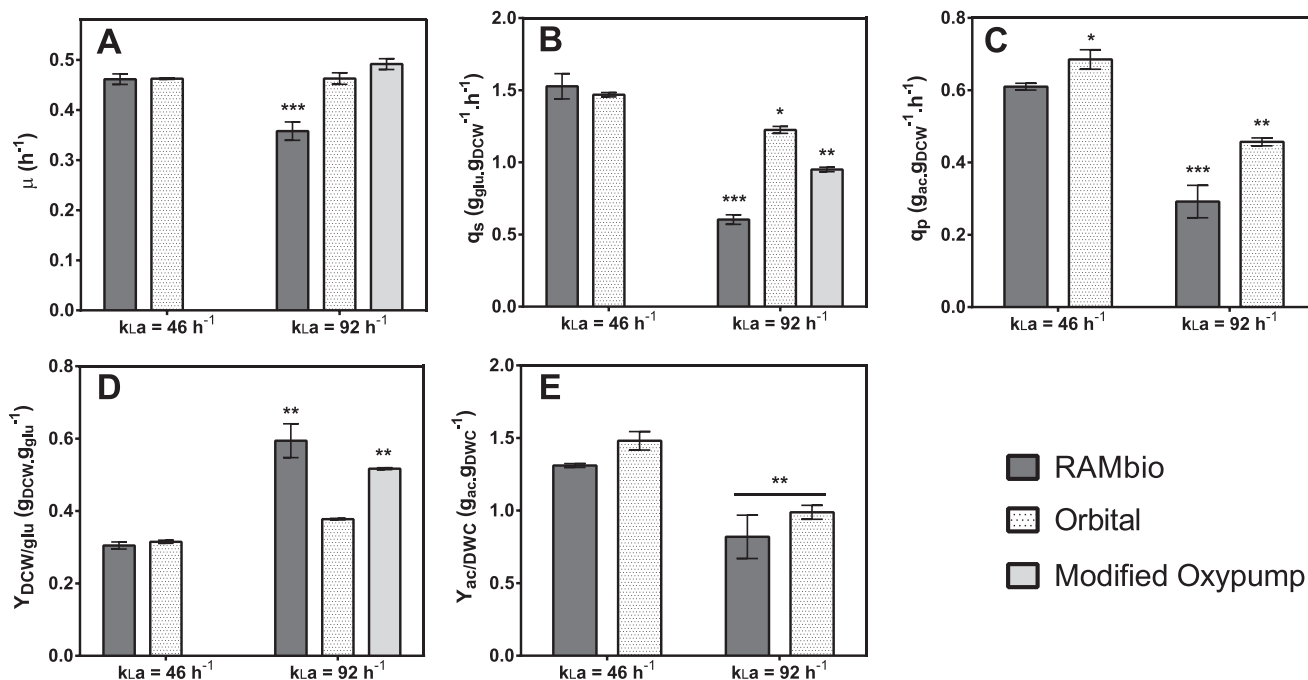 A
μ (h-1)
0.5
0.4
0.3
0.2
0.1
0.0
***
kLa = 46 h-1
kLa = 92 h-1
B
qs (gglu.gDCW-1.h-1)
2.0
1.5
1.0
0.5
0.0
***
*
**
kLa = 46 h-1
kLa = 92 h-1
C
qp (gac.gDCW-1.h-1)
0.8
0.6
0.4
0.2
0.0
*
***
**
kLa = 46 h-1
kLa = 92 h-1
D
YDCW/glu (gDCW.gglu-1)
0.8
0.6
0.4
0.2
0.0
**
**
kLa = 46 h-1
kLa = 92 h-1
E
Yac/DWC (gac.gDWC-1)
2.0
1.5
1.0
0.5
0.0
**
kLa = 46 h-1
kLa = 92 h-1
RAMbio
Orbital
Modified Oxypump